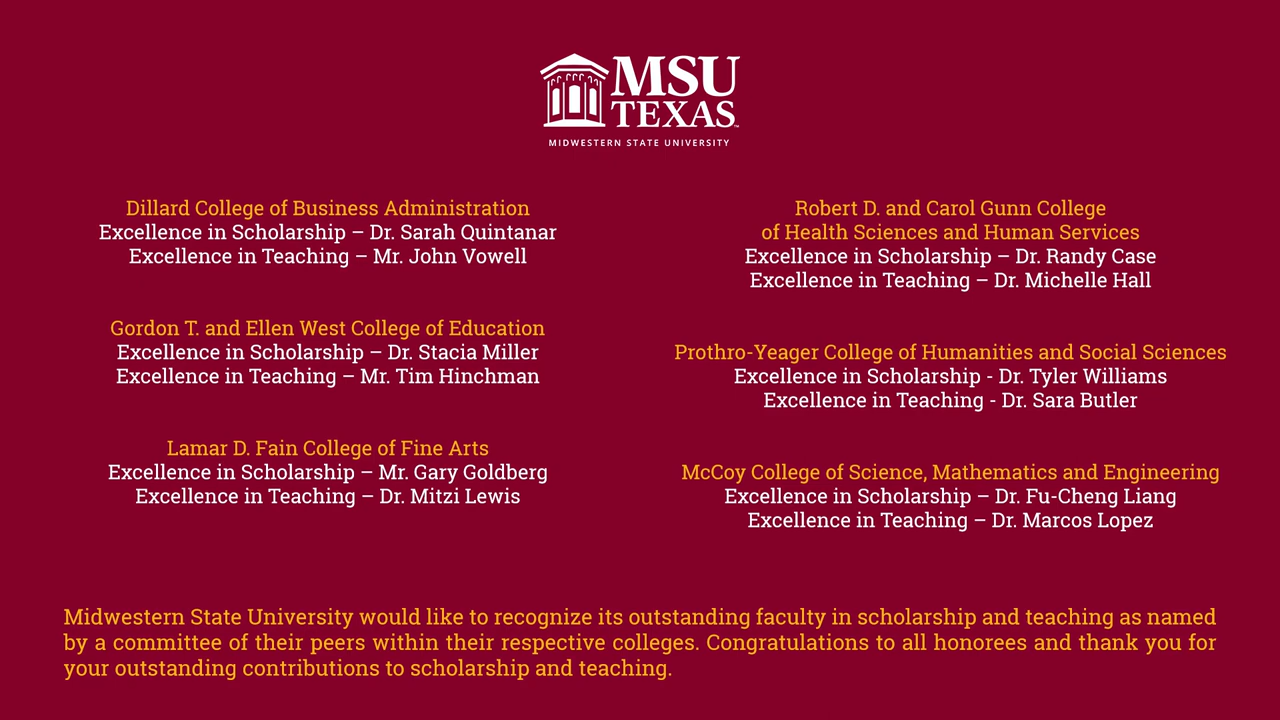 MSU
TEXAS
MIDWESTERN STATE UNIVERSITY
Dillard College of Business Administration
Excellence in Scholarship – Dr. Sarah Quintanar
Excellence in Teaching – Mr. John Vowell
Gordon T. and Ellen West College of Education
Excellence in Scholarship – Dr. Stacia Miller
Excellence in Teaching – Mr. Tim Hinchman
Lamar D. Fain College of Fine Arts
Excellence in Scholarship – Mr. Gary Goldberg
Excellence in Teaching – Dr. Mitzi Lewis
Robert D. and Carol Gunn College
of Health Sciences and Human Services
Excellence in Scholarship – Dr. Randy Case
Excellence in Teaching – Dr. Michelle Hall
Prothro-Yeager College of Humanities and Social Sciences
Excellence in Scholarship - Dr. Tyler Williams
Excellence in Teaching - Dr. Sara Butler
McCoy College of Science, Mathematics and Engineering
Excellence in Scholarship – Dr. Fu-Cheng Liang
Excellence in Teaching – Dr. Marcos Lopez
Midwestern State University would like to recognize its outstanding faculty in scholarship and teaching as named
by a committee of their peers within their respective colleges. Congratulations to all honorees and thank you for
your outstanding contributions to scholarship and teaching.